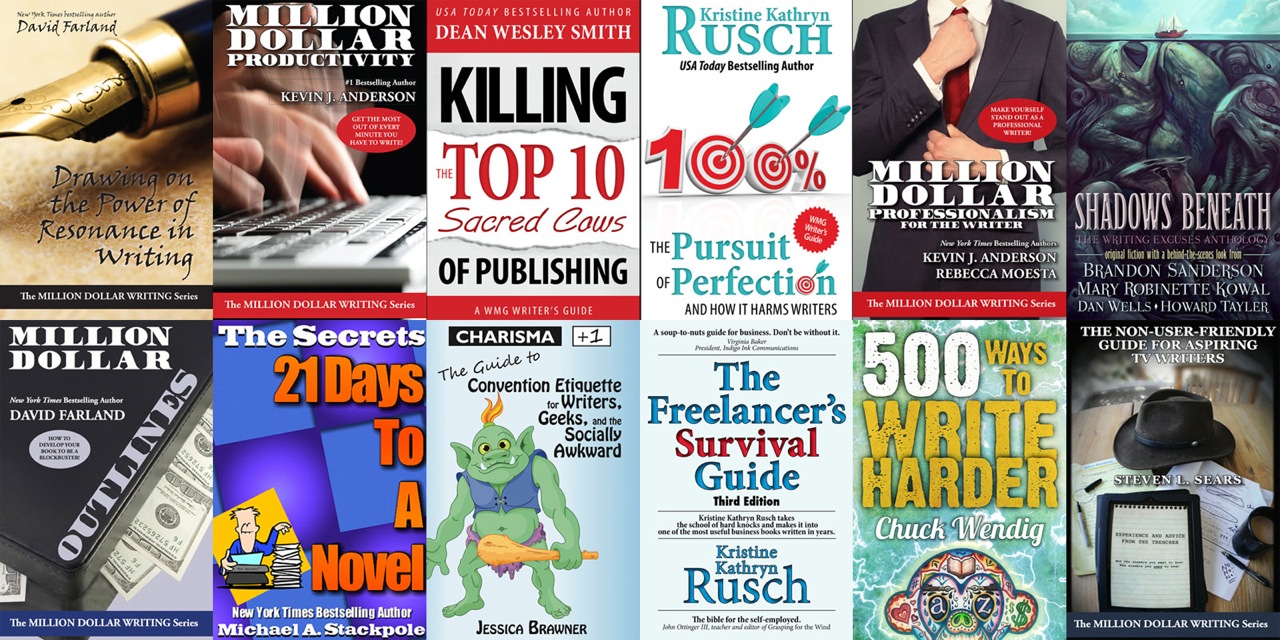 New York Times bestselling author
David Farland
Drawing on
the Power of
Resonance in
Writing
The MILLION DOLLAR WRITING Series
MILLION
DOLLAR
PRODUCTIVITY
#1 Bestselling Author
KEVIN J. ANDERSON
GET THE MOST
OUT OF EVERY
MINUTE YOU
HAVE TO WRITE!
The MILLION DOLLAR WRITING Series
USA TODAY BESTSELLING AUTHOR
DEAN WESLEY SMITH
KILLING
THE TOP 10
Sacred Cows
OF PUBLISHING
A WMG WRITER'S GUIDE
Kristine Kathryn
RUSCH
USA Today Bestselling Author
100%
WMG
Writer's
Guide
THE Pursuit
OF Perfection
AND HOW IT HARMS WRITERS
MAKE YOURSELF
STAND OUT AS A
PROFESSIONAL
WRITER!
MILLION
DOLLAR
PROFESSIONALISM
FOR THE WRITER
New York Times Bestselling Authors
KEVIN J. ANDERSON
REBECCA MOESTA
The MILLION DOLLAR WRITING Series
SHADOWS BENEATH
THE WRITING EXCUSES ANTHOLOGY
original fiction with a behind-the-scenes look from
BRANDON SANDERSON
MARY ROBINETTE KOWAL
DAN WELLS • HOWARD TAYLER
MILLION
DOLLAR
New York Times Bestselling Author
DAVID FARLAND
HOW TO
DEVELOP YOUR
BOOK TO BE A
BLOCKBUSTER!
OUTLINES
The MILLION DOLLAR WRITING Series
The Secrets
21 Days
To
A
Novel
New York Times Bestselling Author
Michael A. Stackpole
CHARISMA +1
The Guide to
Convention Etiquette
for Writers,
Geeks, and the
Socially
Awkward
JESSICA BRAWNER
A soup-to-nuts guide for business. Don't be without it.
Virginia Baker
President, Indigo Ink Communications
The
Freelancer's
Survival
Guide
Third Edition
Kristine Kathryn Rusch takes
the school of hard knocks and makes it into
one of the most useful business books written in years.
Kristine
Kathryn
Rusch
The bible for the self-employed.
John Ottinger III, teacher and editor of Grasping for the Wind
500 WAYS
TO
WRITE
HARDER
Chuck Wendig
a z
$
THE NON-USER-FRIENDLY
GUIDE FOR ASPIRING
TV WRITERS
STEVEN L. SEARS
EXPERIENCE AND ADVICE
FROM THE TRENCHES
The MILLION DOLLAR WRITING Series